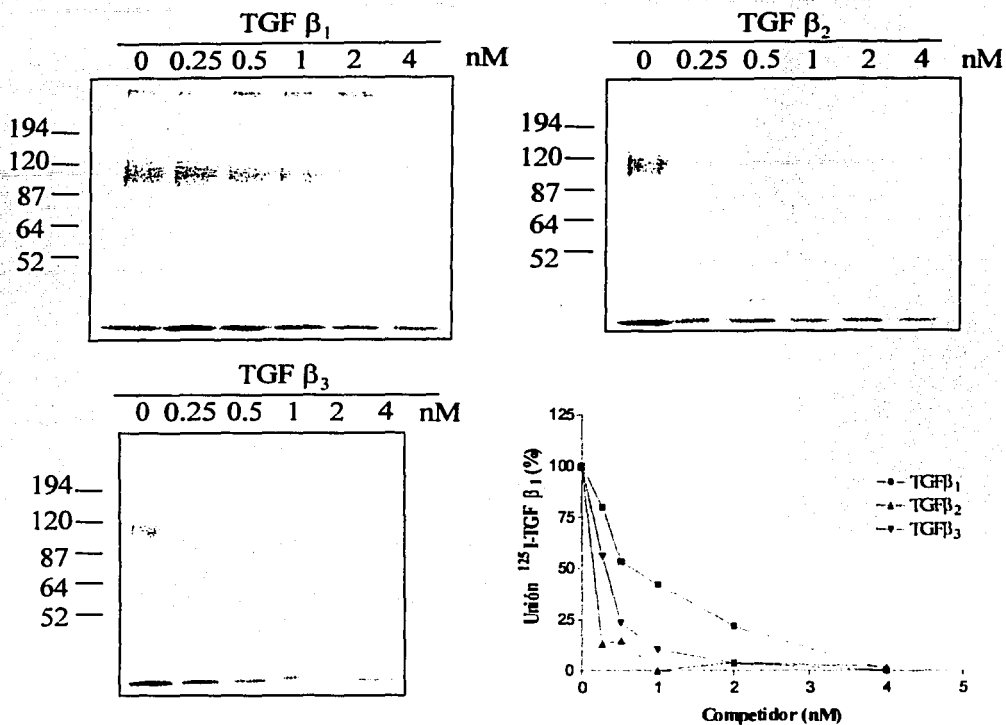 TGF β₁
0 0.25 0.5 1 2 4 nM
194
120
87
64
52
TGF β₂
0 0.25 0.5 1 2 4 nM
194
120
87
64
52
TGF β₃
0 0.25 0.5 1 2 4 nM
194
120
87
64
52
Unión ¹²⁵I-TGF β₁ (%)
125
100
75
50
25
0
0 1 2 3 4 5
Competidor (nM)
TGFβ₁
TGFβ₂
TGFβ₃